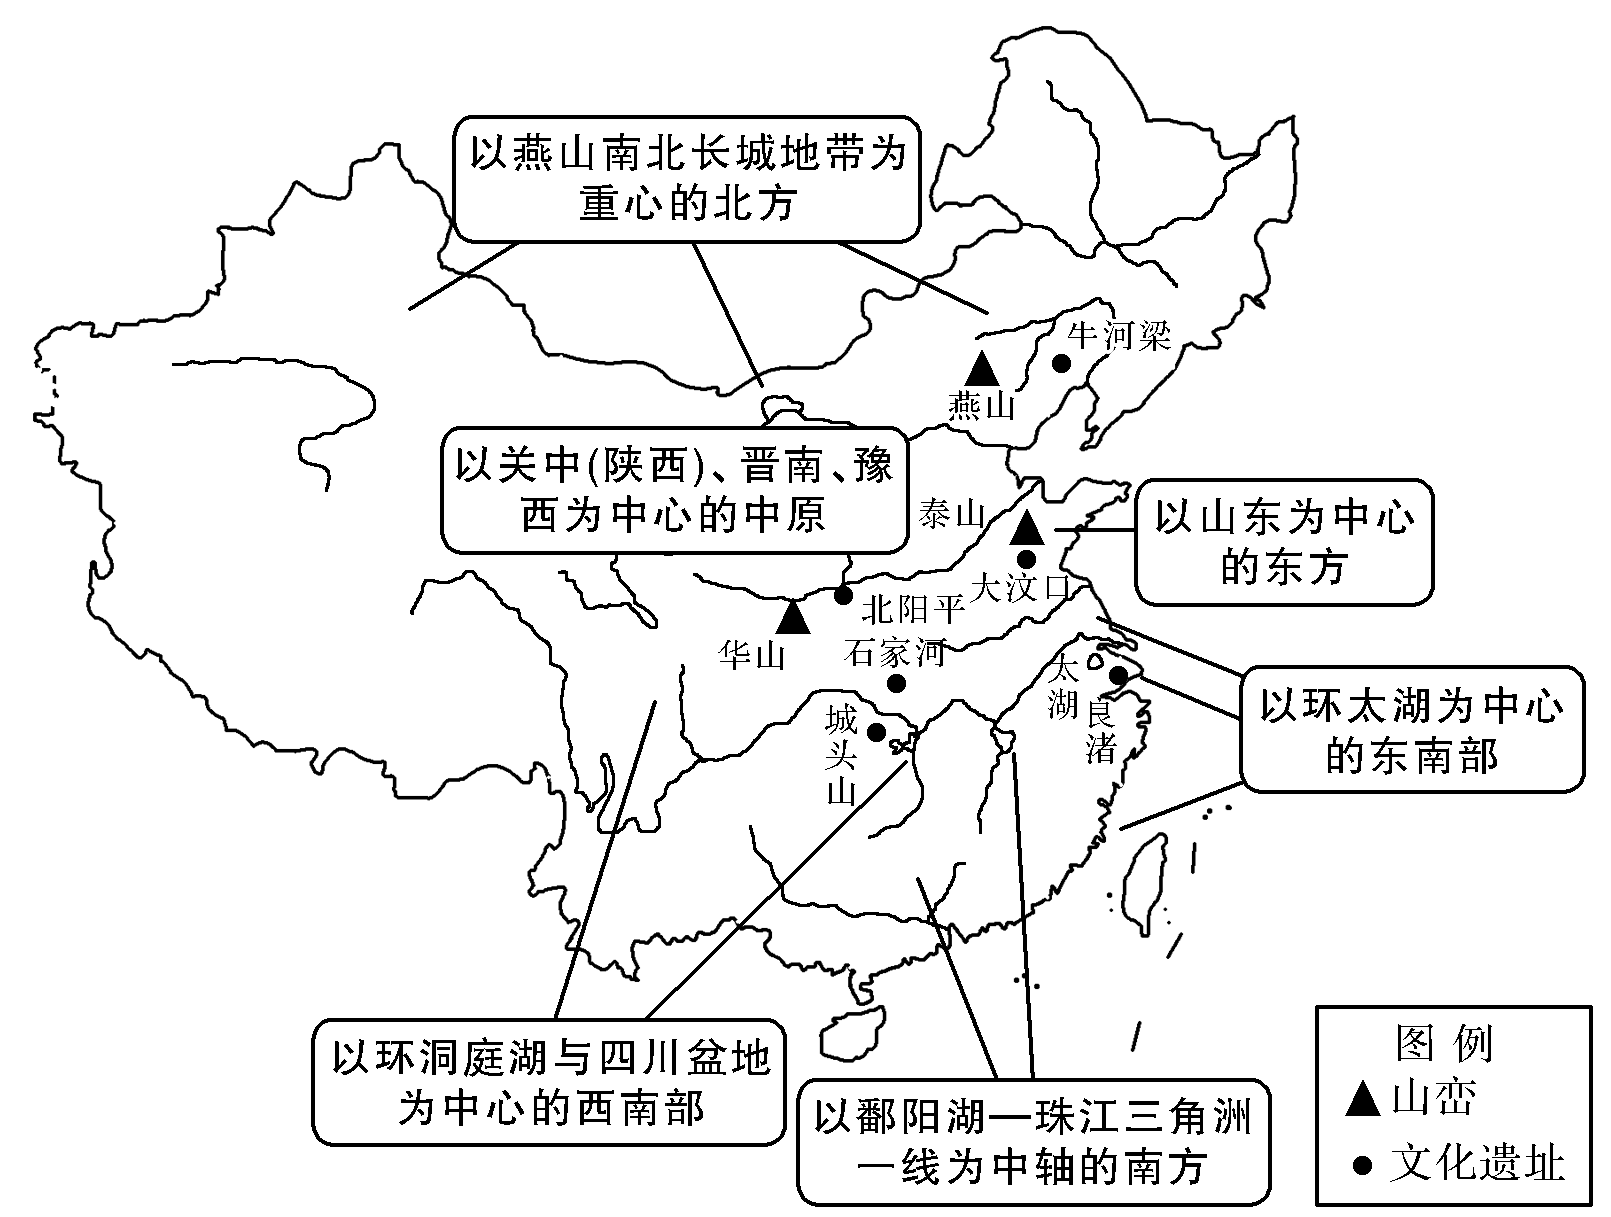 以燕山南北长城地带为
重心的北方
牛河梁
燕山
以关中(陕西)、晋南、豫
西为中心的中原
泰山
以山东为中心
的东方
大汶口
北阳平
华山
石家河
太湖
良渚
城头山
以环太湖为中心
的东南部
以环洞庭湖与四川盆地
为中心的西南部
以鄱阳湖—珠江三角洲
一线为中轴的南方
图例
山峦
文化遗址